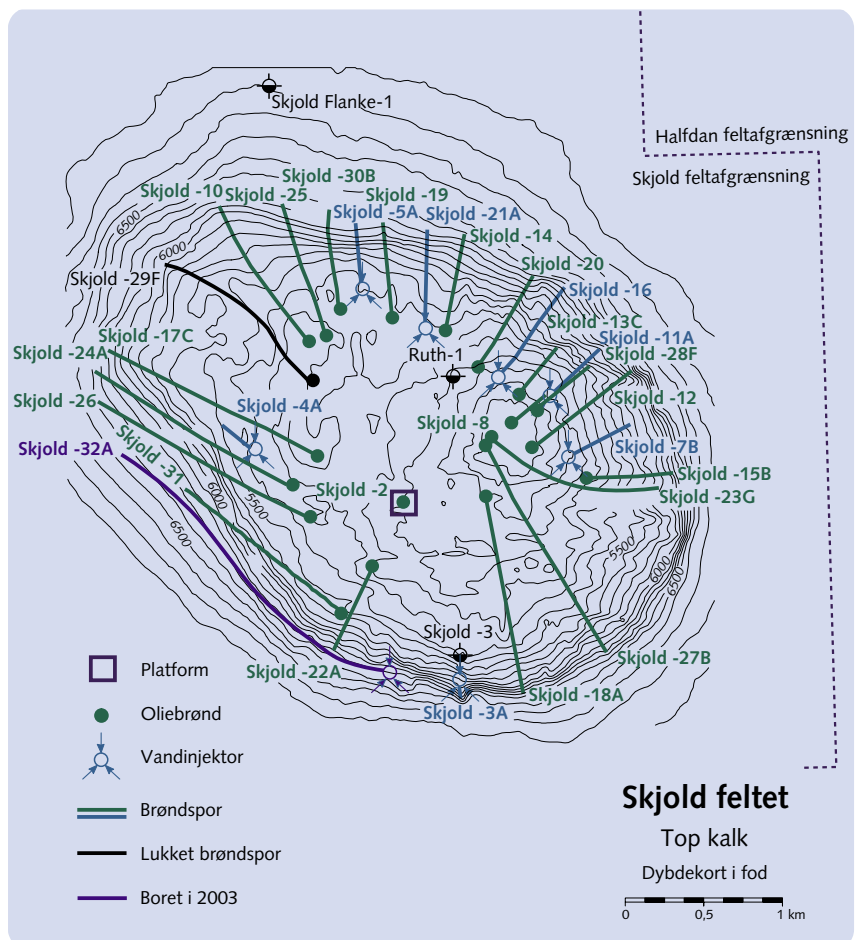 Skjold Flanke-1
Halfdan feltafgrænsning
Skjold feltafgrænsning
Skjold -30B
Skjold -10
Skjold -25
Skjold -19
Skjold -5A
Skjold -21A
6500
Skjold -14
6000
Skjold -20
Skjold -29F
Skjold -16
Skjold -13C
Skjold -17C
Skjold -11A
Skjold -24A
Ruth-1
Skjold -28F
Skjold -26
Skjold -4A
Skjold -12
Skjold -8
Skjold -32A
Skjold -31
Skjold -7B
Skjold -15B
Skjold -2
6000
5500
Skjold -23G
6500
5500
6000
6500
Skjold -3
Skjold -27B
Skjold -22A
Skjold -18A
Skjold -3A
Platform
Oliebrønd
Vandinjektor
Brøndspor
Lukket brøndspor
Boret i 2003
Skjold feltet
Top kalk
Dybdekort i fod
0 0,5 1 km